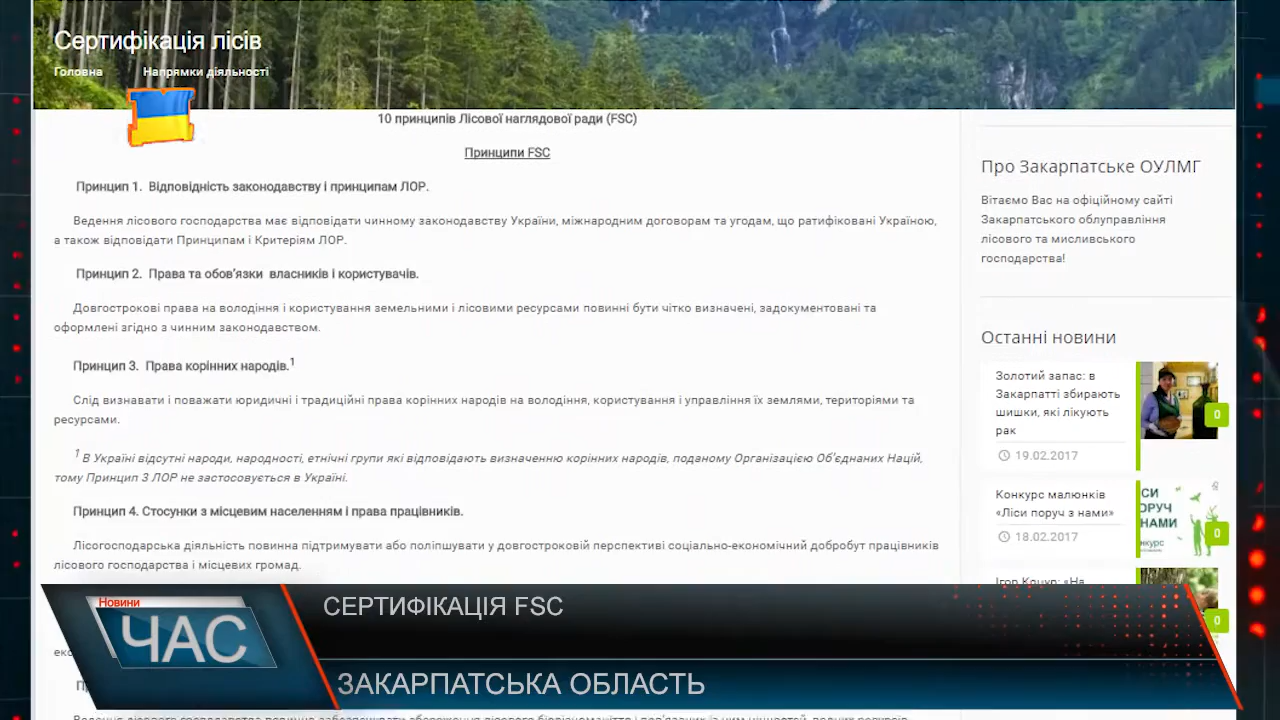 Сертифікація лісів
Головна Напрямки діяльності
10 принципів Лісової наглядової ради (FSC)
Принципи FSC
Принцип 1. Відповідність законодавству і принципам ЛОР.
Ведення лісового господарства має відповідати чинному законодавству України, міжнародним договорам та угодам, що ратифіковані Україною,
а також відповідати Принципам і Критеріям ЛОР.
Принцип 2. Права та обов’язки власників і користувачів.
Довгострокові права на володіння і користування земельними і лісовими ресурсами повинні бути чітко визначені, задокументовані та
оформлені згідно з чинним законодавством.
Принцип 3. Права корінних народів.1
Слід визнавати і поважати юридичні і традиційні права корінних народів на володіння, користування і управління їх землями, територіями та
ресурсами.
1 В Україні відсутні народи, народності, етнічні групи які відповідають визначенню корінних народів, поданому Організацією Об’єднаних Націй,
тому Принцип 3 ЛОР не застосовується в Україні.
Принцип 4. Стосунки з місцевим населенням і права працівників.
Лісогосподарська діяльність повинна підтримувати або поліпшувати у довгостроковій перспективі соціально-економічний добробут працівників
лісового господарства і місцевих громад.
Про Закарпатське ОУЛМГ
Вітаємо Вас на офіційному сайті
Закарпатського облуправління
лісового та мисливського
господарства!
Останні новини
Золотий запас: в
Закарпатті збирають
шишки, які лікують
рак
0
19.02.2017
Конкурс малюнків
«Ліси поруч з нами»
0
18.02.2017
СИ
ОРУЧ
НАМИ
нкурс
Ігор Коцур: «На
0
Новини
ЧАС
СЕРТИФІКАЦІЯ FSC
ЗАКАРПАТСЬКА ОБЛАСТЬ